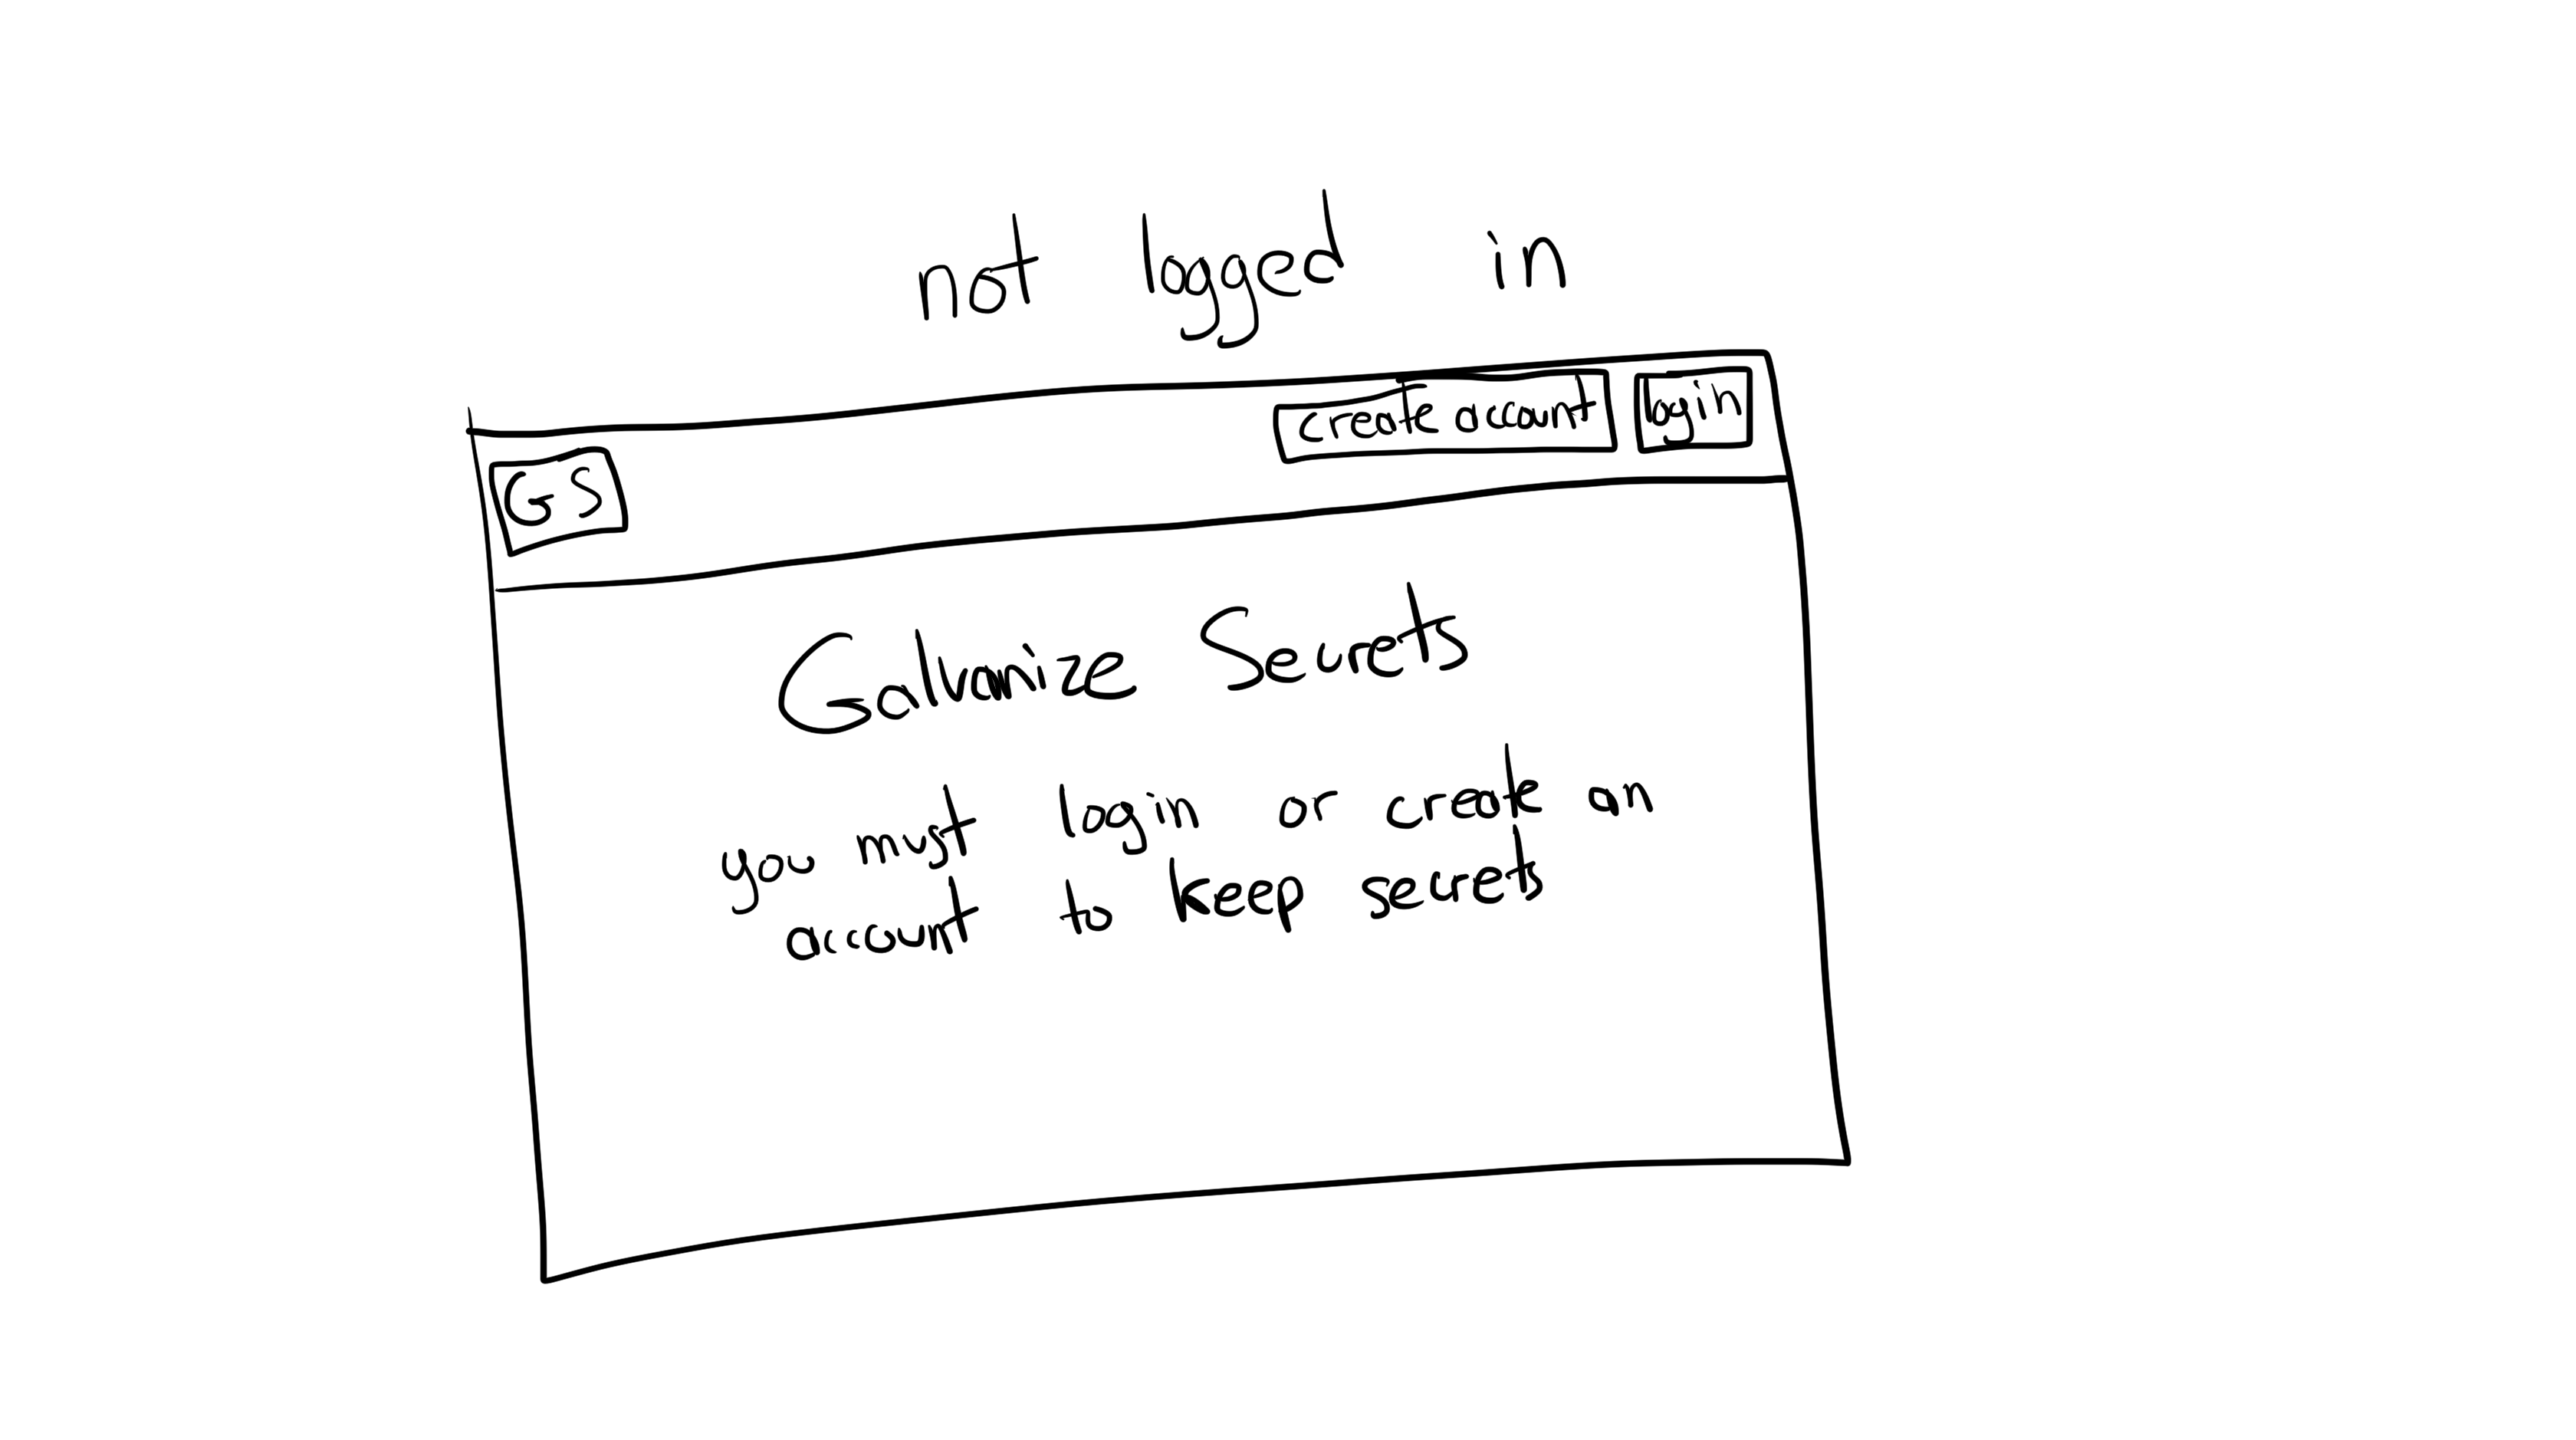 not logged in
create account login
GS
Galvanize Secrets
you must login or create an
account to keep secrets